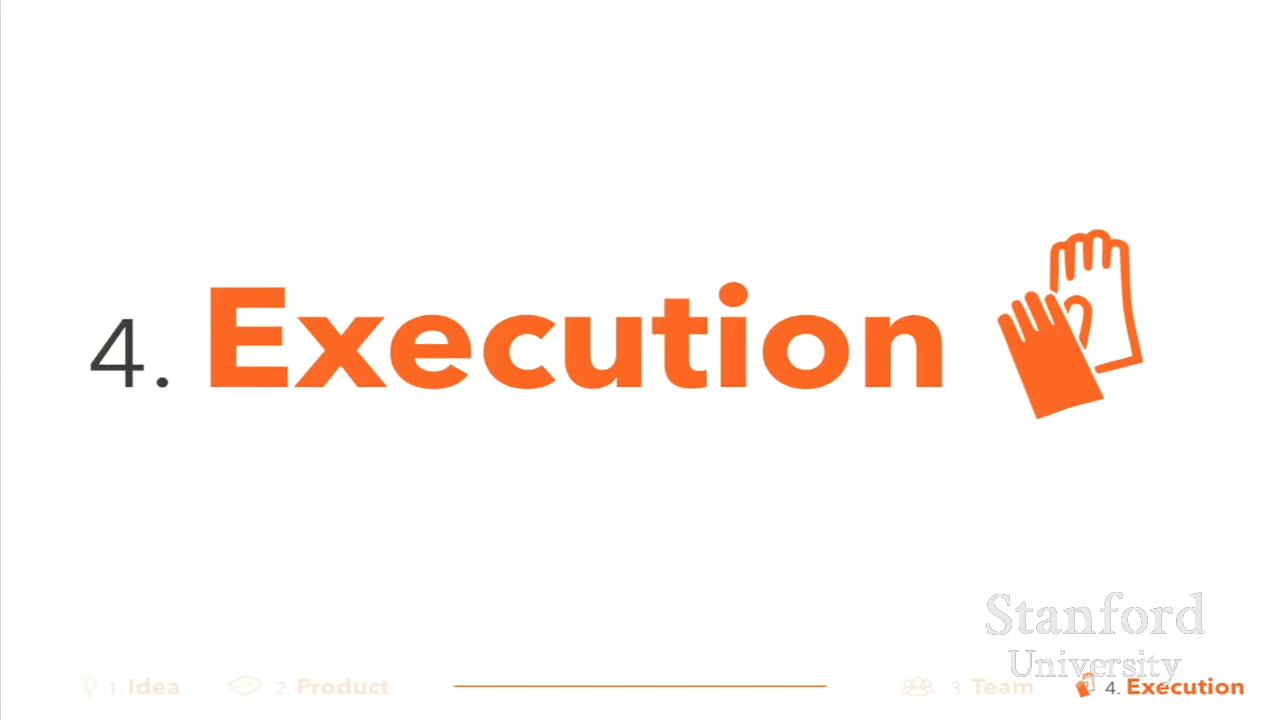 4. Execution
Stanford
University
1. Idea
2. Product
3. Team
4. Execution